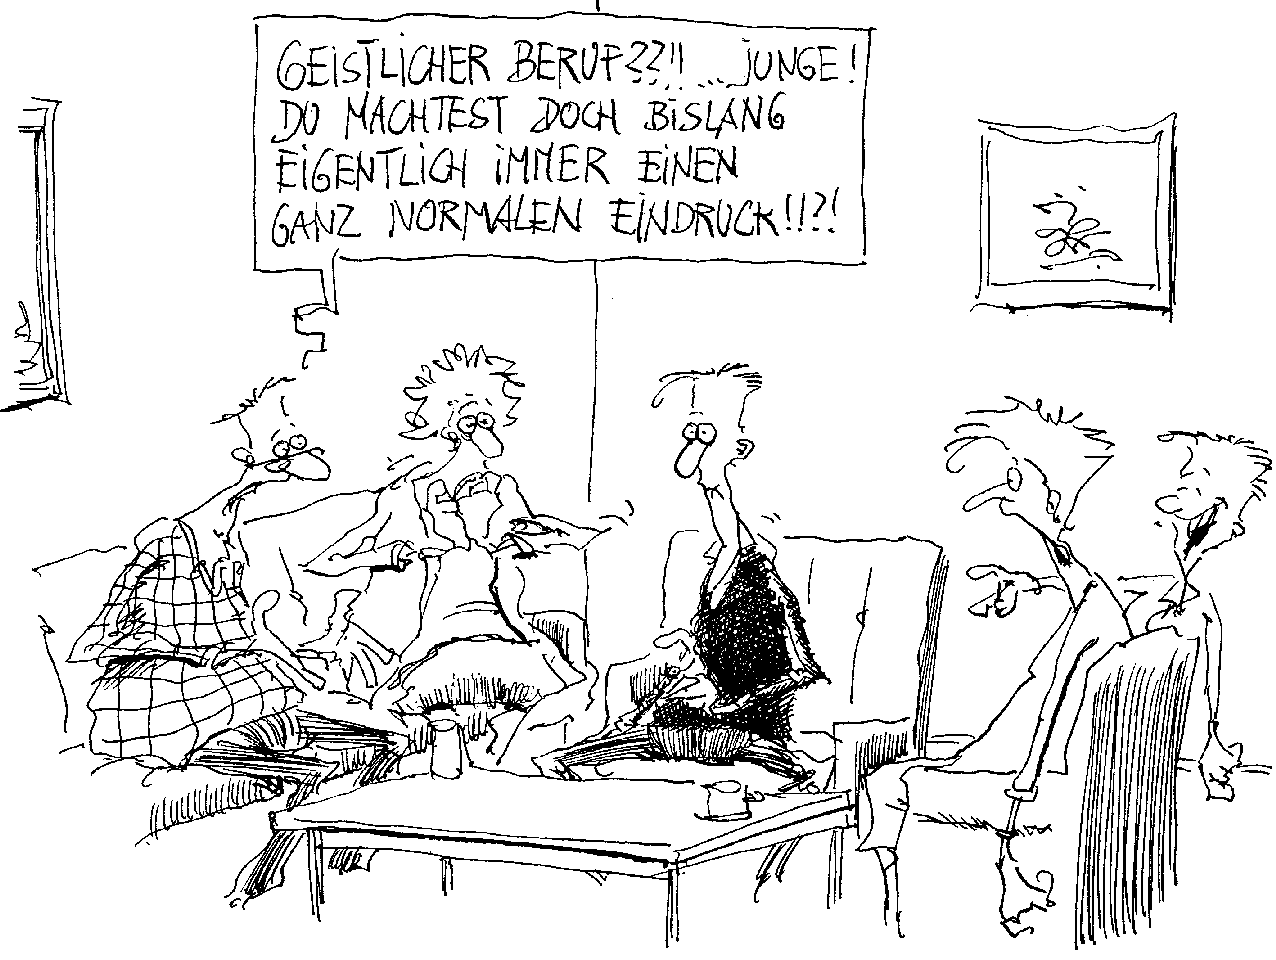 GEISTLICHER BERUF??!! ... JUNGE!
DU MACHTEST DOCH BISLANG
EIGENTLICH IMMER EINEN
GANZ NORMALEN EINDRUCK!!?!